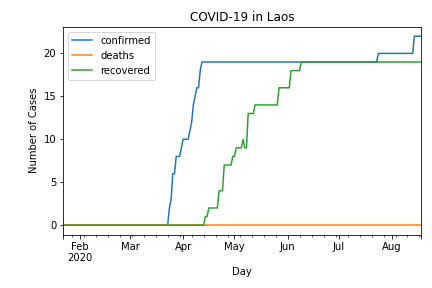 COVID-19 in Laos
confirmed
deaths
recovered
Number of Cases
20
15
10
5
0
Feb Mar Apr May Jun Jul Aug
2020
Day